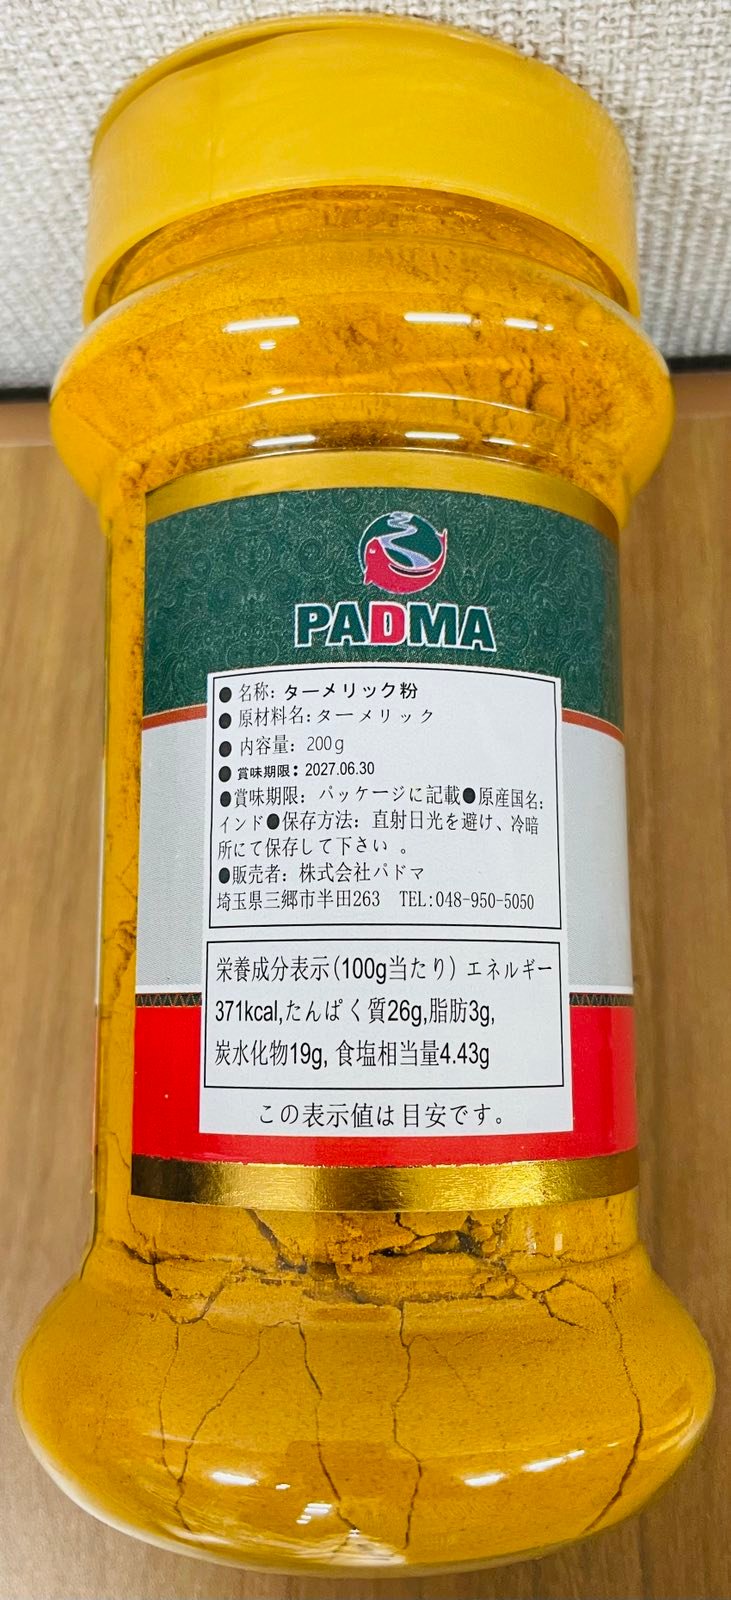 PADMA
● 名称: ターメリック粉
● 原材料名: ターメリック
● 内容量: 200g
● 賞味期限: 2027.06.30
●賞味期限: パッケージに記載●原産国名:
インド●保存方法: 直射日光を避け、冷暗
所にて保存して下さい 。
●販売者: 株式会社パドマ
埼玉県三郷市半田263 TEL:048-950-5050
栄養成分表示(100g当たり) エネルギー
371kcal,たんぱく質26g,脂肪3g,
炭水化物19g, 食塩相当量4.43g
この表示値は目安です。